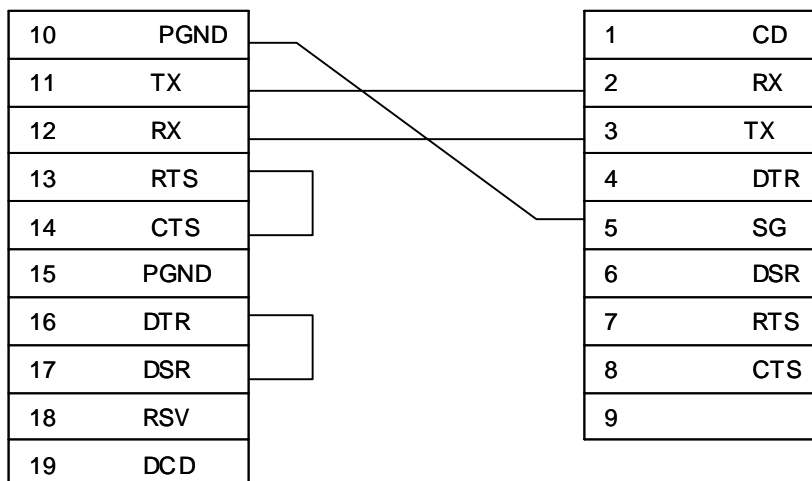 10 PGND
11 TX
12 RX
13 RTS
14 CTS
15 PGND
16 DTR
17 DSR
18 RSV
19 DCD
1 CD
2 RX
3 TX
4 DTR
5 SG
6 DSR
7 RTS
8 CTS
9